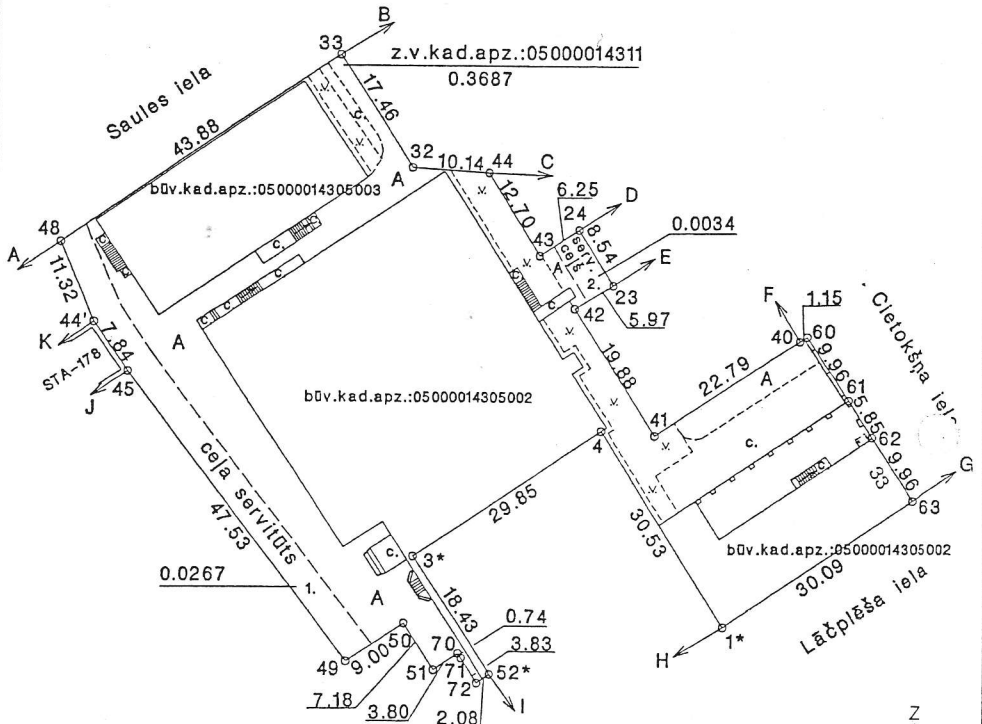 B
33
z.v.kad.apz.:05000014311
0.3687
Saules iela
17.46
43.88
v.
c.
v.
32
10.14
44
C
A
v.
būv.kad.apz.:05000014305003
12.70
6.25
24
D
48
A
c
c
c.
43
8.54
0.0034
11.32
A
serv.
ceļš
2.
E
v.
23
44'
K
7.84
STA-178
45
J
A
c
c
c
v.
42
5.97
F
1.15
40
60
Cietokšņa iela
9.96
19.88
22.79
A
61
5.85
būv.kad.apz.:05000014305002
41
4
v.
c.
62
F
9.96
G
33
c
63
ceļa servitūts
47.53
29.85
v.
30.53
būv.kad.apz.:05000014305002
c.
3*
0.0267
1.
A
18.43
0.74
3.83
30.09
Lāčplēša iela
1*
H
49
9.00
50
70
71
51
72
52*
7.18
3.80
2.08
I
Z